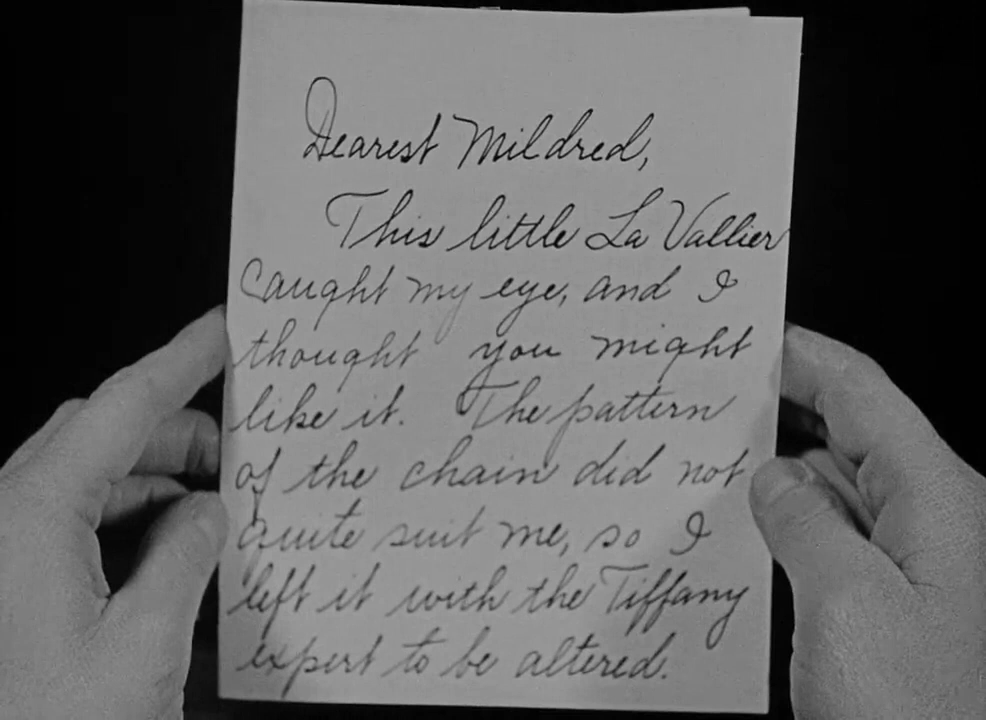 Dearest Mildred,
This little La Vallier
caught my eye, and I
thought you might
like it. The pattern
of the chain did not
quite suit me, so I
left it with the Tiffany
expert to be altered.